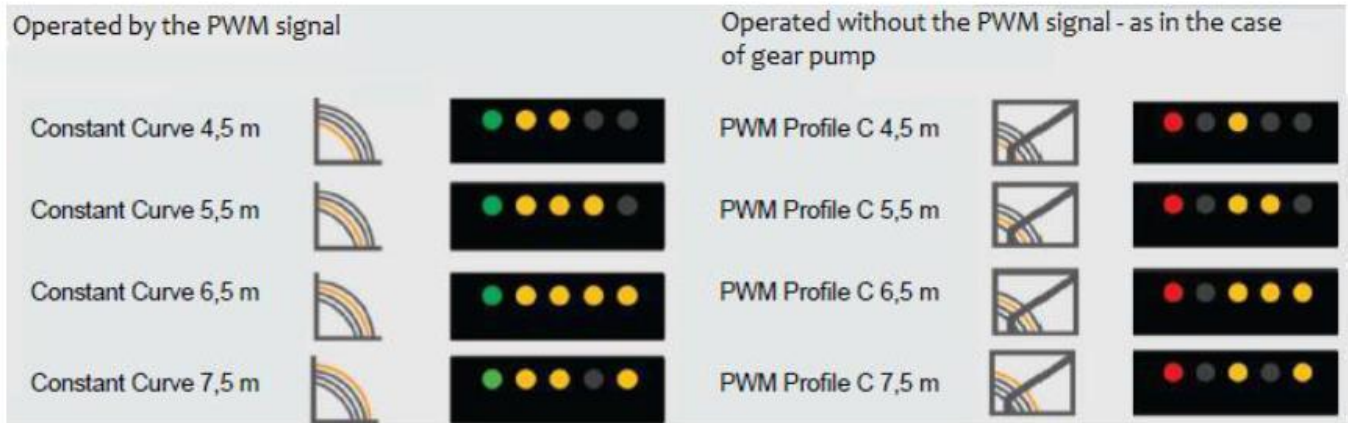 Operated by the PWM signal
Operated without the PWM signal - as in the case
of gear pump
Constant Curve 4,5 m
PWM Profile C 4,5 m
Constant Curve 5,5 m
PWM Profile C 5,5 m
Constant Curve 6,5 m
PWM Profile C 6,5 m
Constant Curve 7,5 m
PWM Profile C 7,5 m